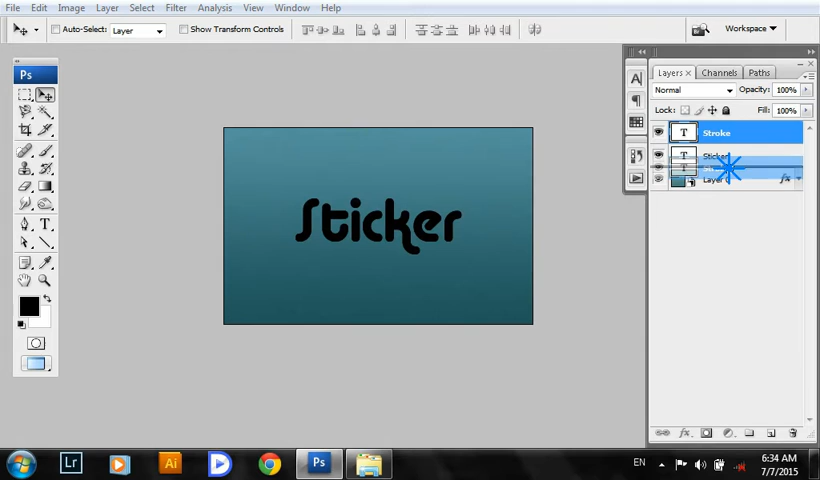 File Edit Image Layer Select Filter Analysis View Window Help
Auto-Select: Layer Show Transform Controls Workspace
Ps
Layers Channels Paths
Normal Opacity: 100%
Lock: Fill: 100%
T Stroke
T Sticker
T
Layer fx
Sticker
A
T
fx
Lr Ai Ps
EN
6:34 AM
7/7/2015